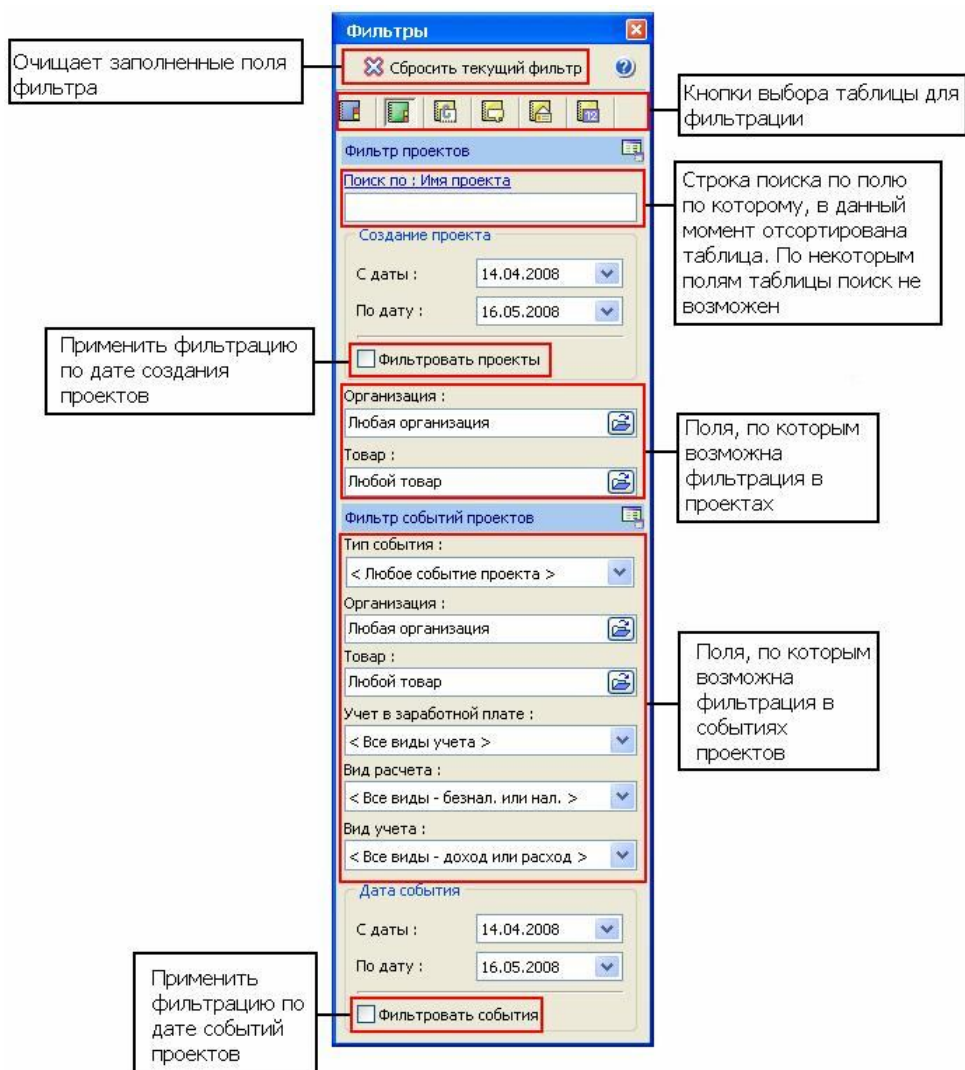 Фильтры
Очищает заполненные поля
фильтра
Сбросить текущий фильтр
Кнопки выбора таблицы для
фильтрации
Фильтр проектов
Поиск по : Имя проекта
Строка поиска по полю
по которому, в данный
момент отсортирована
таблица. По некоторым
полям таблицы поиск не
возможен
Создание проекта
С даты :
14.04.2008
По дату :
16.05.2008
Применить фильтрацию
по дате создания
проектов
Фильтровать проекты
Организация :
Любая организация
Товар :
Любой товар
Поля, по которым
возможна
фильтрация в
проектах
Фильтр событий проектов
Тип события :
< Любое событие проекта >
Организация :
Любая организация
Товар :
Любой товар
Учет в заработной плате :
< Все виды учета >
Вид расчета :
< Все виды - безнал. или нал. >
Вид учета :
< Все виды - доход или расход >
Поля, по которым
возможна
фильтрация в
событиях
проектов
Дата события
С даты :
14.04.2008
По дату :
16.05.2008
Применить
фильтрацию по
дате событий
проектов
Фильтровать события